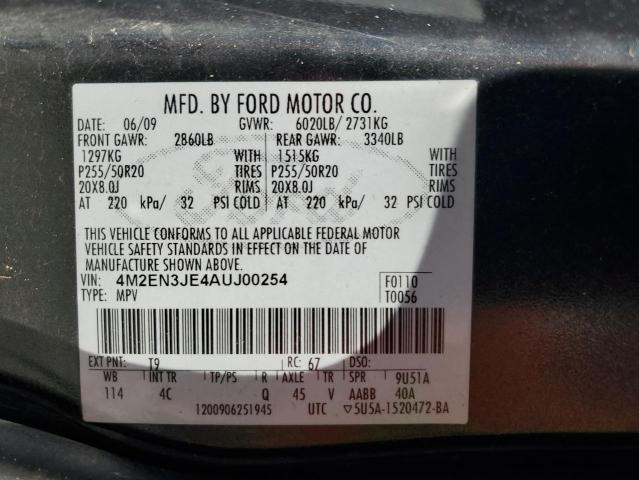 MFD. BY FORD MOTOR CO.
DATE: 06/09 GVWR: 6020LB/ 2731KG
FRONT GAWR: 2860LB REAR GAWR: 3340LB
1297KG WITH 1515KG WITH
P255/50R20 TIRES P255/50R20 TIRES
20X8.0J RIMS 20X8.0J RIMS
AT 220 kPa/ 32 PSI COLD AT 220 kPa/ 32 PSI COLD
THIS VEHICLE CONFORMS TO ALL APPLICABLE FEDERAL MOTOR
VEHICLE SAFETY STANDARDS IN EFFECT ON THE DATE OF
MANUFACTURE SHOWN ABOVE.
VIN: 4M2EN3JE4AUJ00254 F0110
TYPE: MPV T0056
EXT PNT: T9 RC: 67 DSO:
WB INT TR TP/PS R AXLE TR SPR 9U51A
114 4C Q 45 V AABB 40A
1200906251945 UTC ▽5U5A-1520472-BA